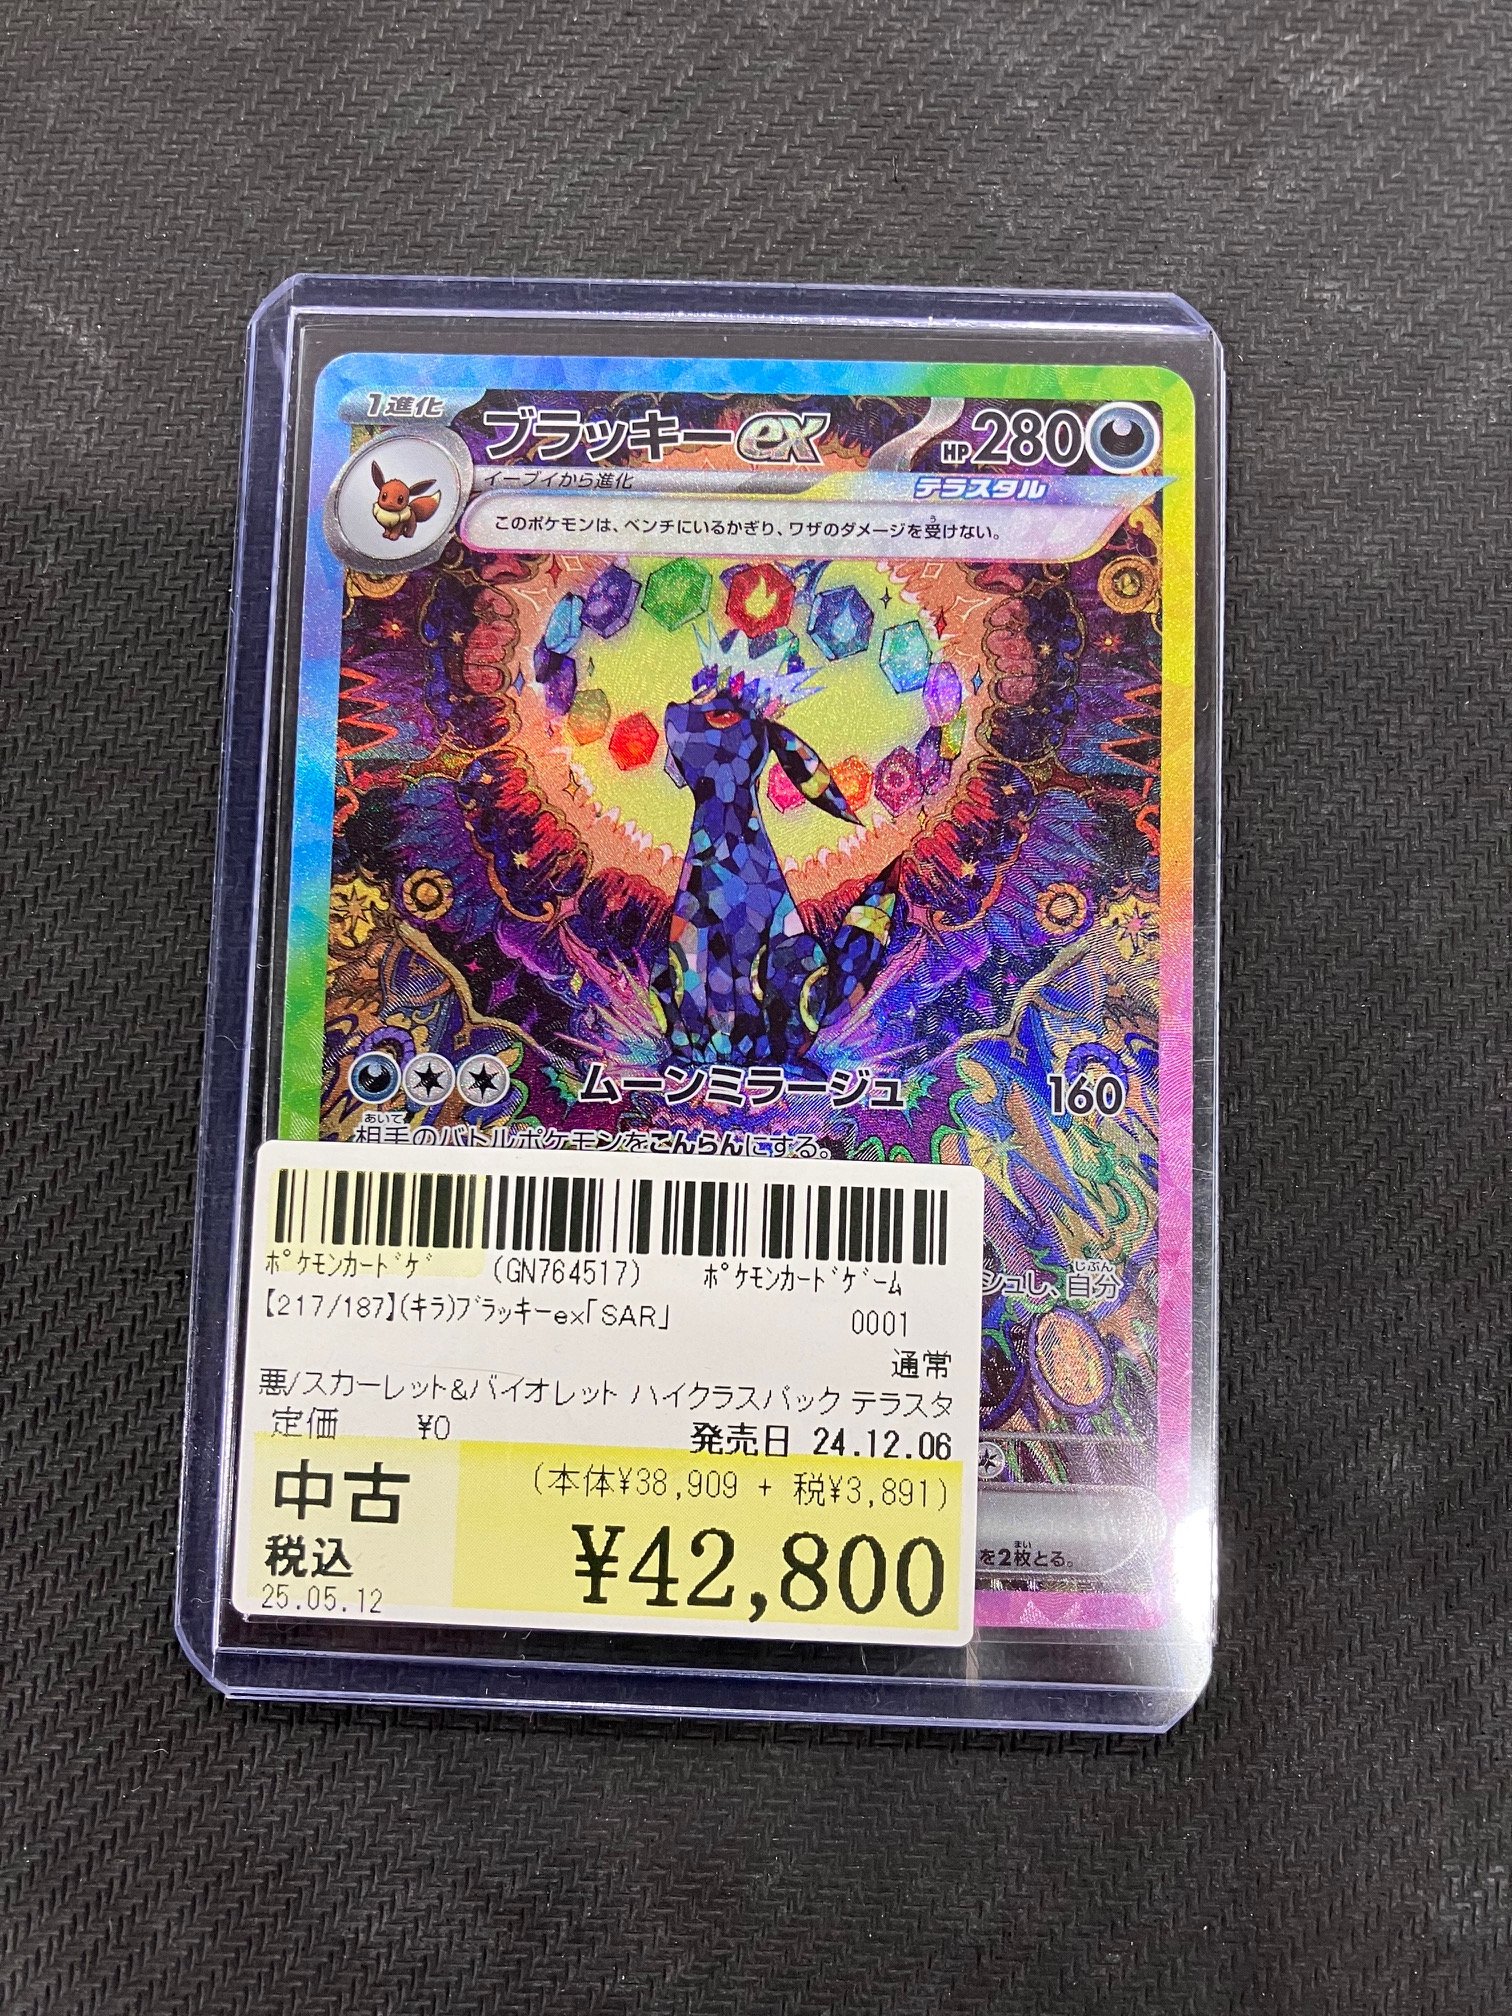 1進化
ブラッキーex
HP280
イーブイから進化
テラスタル
このポケモンは、ベンチにいるかぎり、ワザのダメージを受けない。
う
ムーンミラージュ 160
あいて
相手のバトルポケモンをこんらんにする。
じぶん
シュし、自分
まい
を2枚とる。
ﾎﾟｹﾓﾝｶｰﾄﾞｹﾞ (GN764517) ﾎﾟｹﾓﾝｶｰﾄﾞｹﾞｰﾑ
【217/187】(ｷﾗ)ﾌﾞﾗｯｷｰex｢SAR｣ 0001
通常
悪/スカーレット&バイオレット ハイクラスパック テラスタ
定価 ¥0 発売日 24.12.06
中古 (本体¥38,909 + 税¥3,891)
税込 ¥42,800
25.05.12